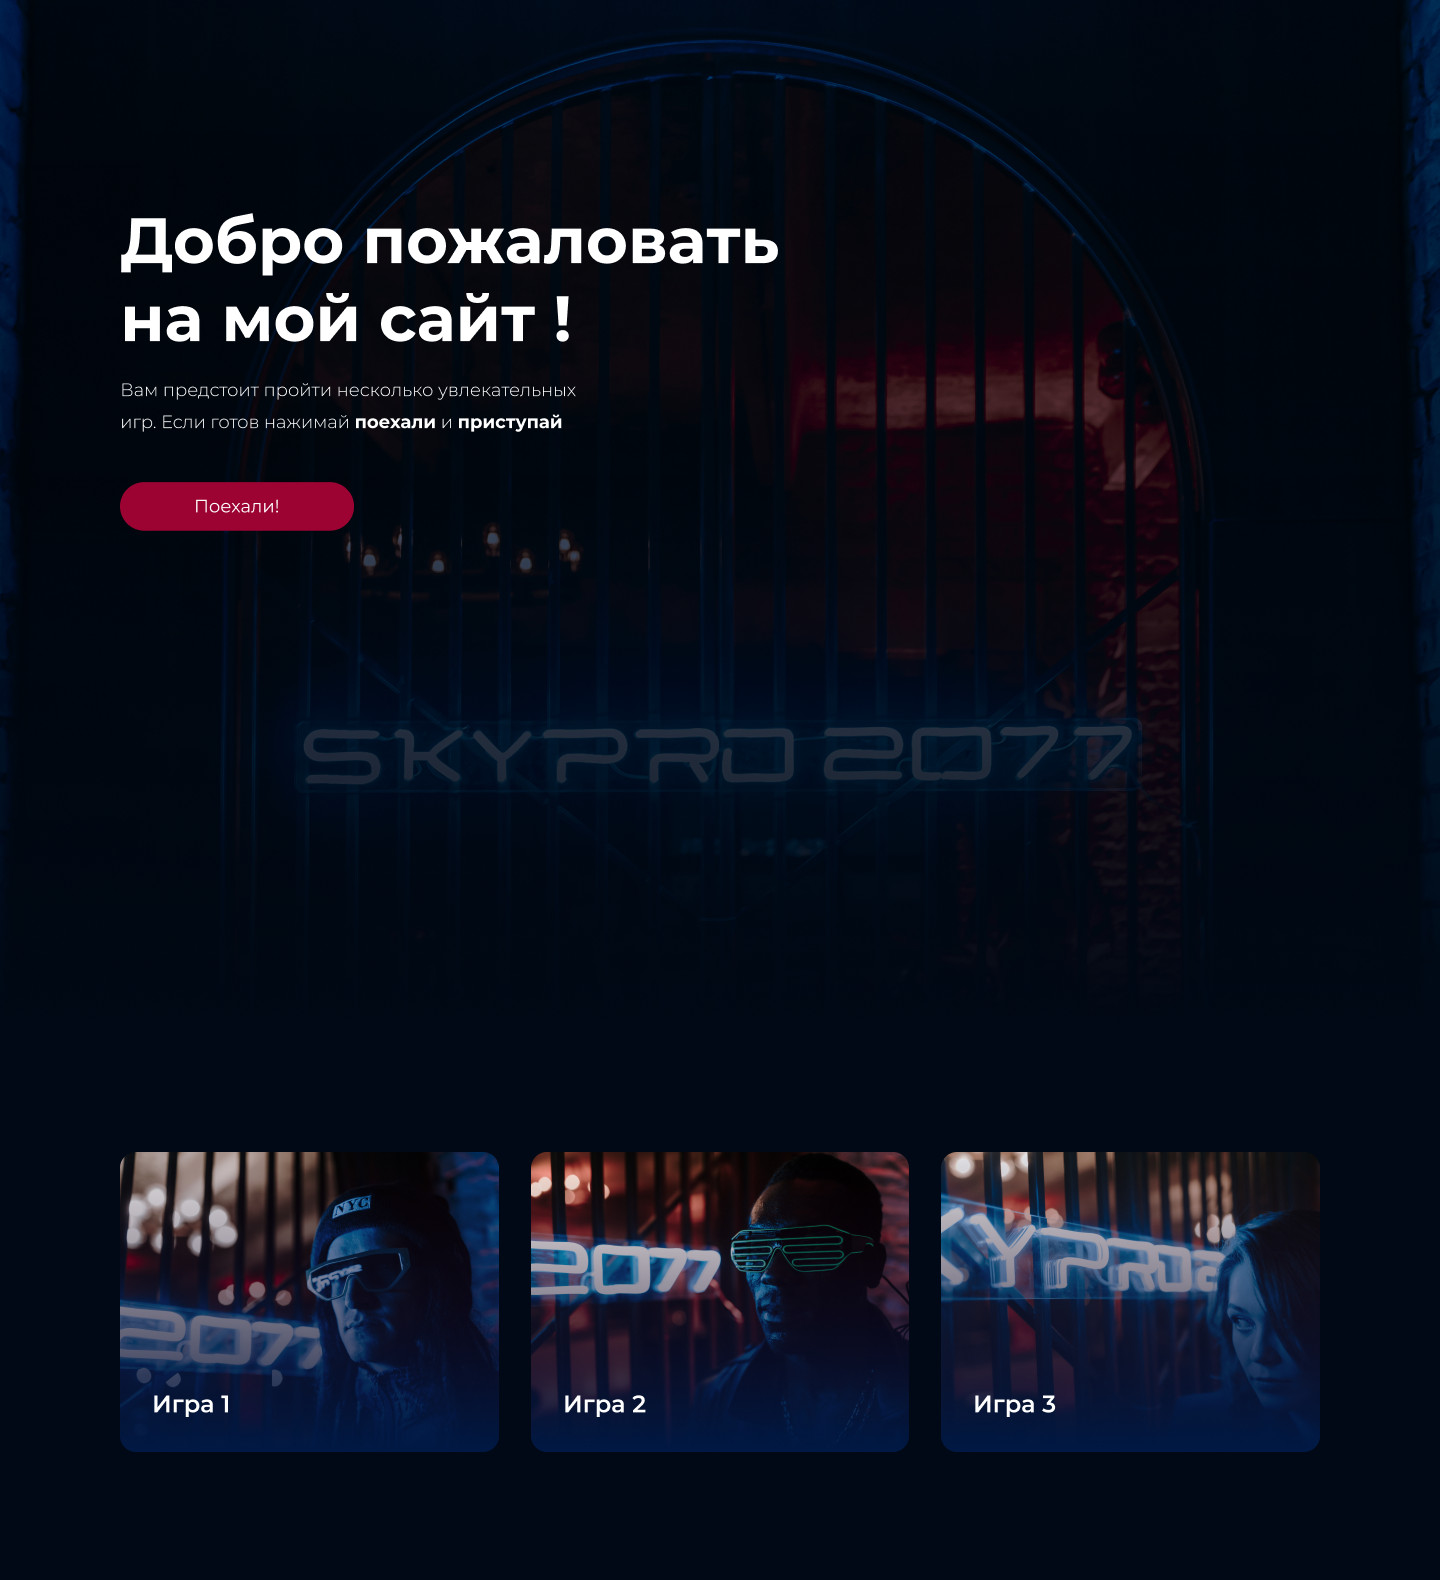 Добро пожаловать
на мой сайт !
Вам предстоит пройти несколько увлекательных
игр. Если готов нажимай поехали и приступай
Поехали!
SKYPRO 2077
NYC
2077
2077
KYPRO
Игра 1
Игра 2
Игра 3